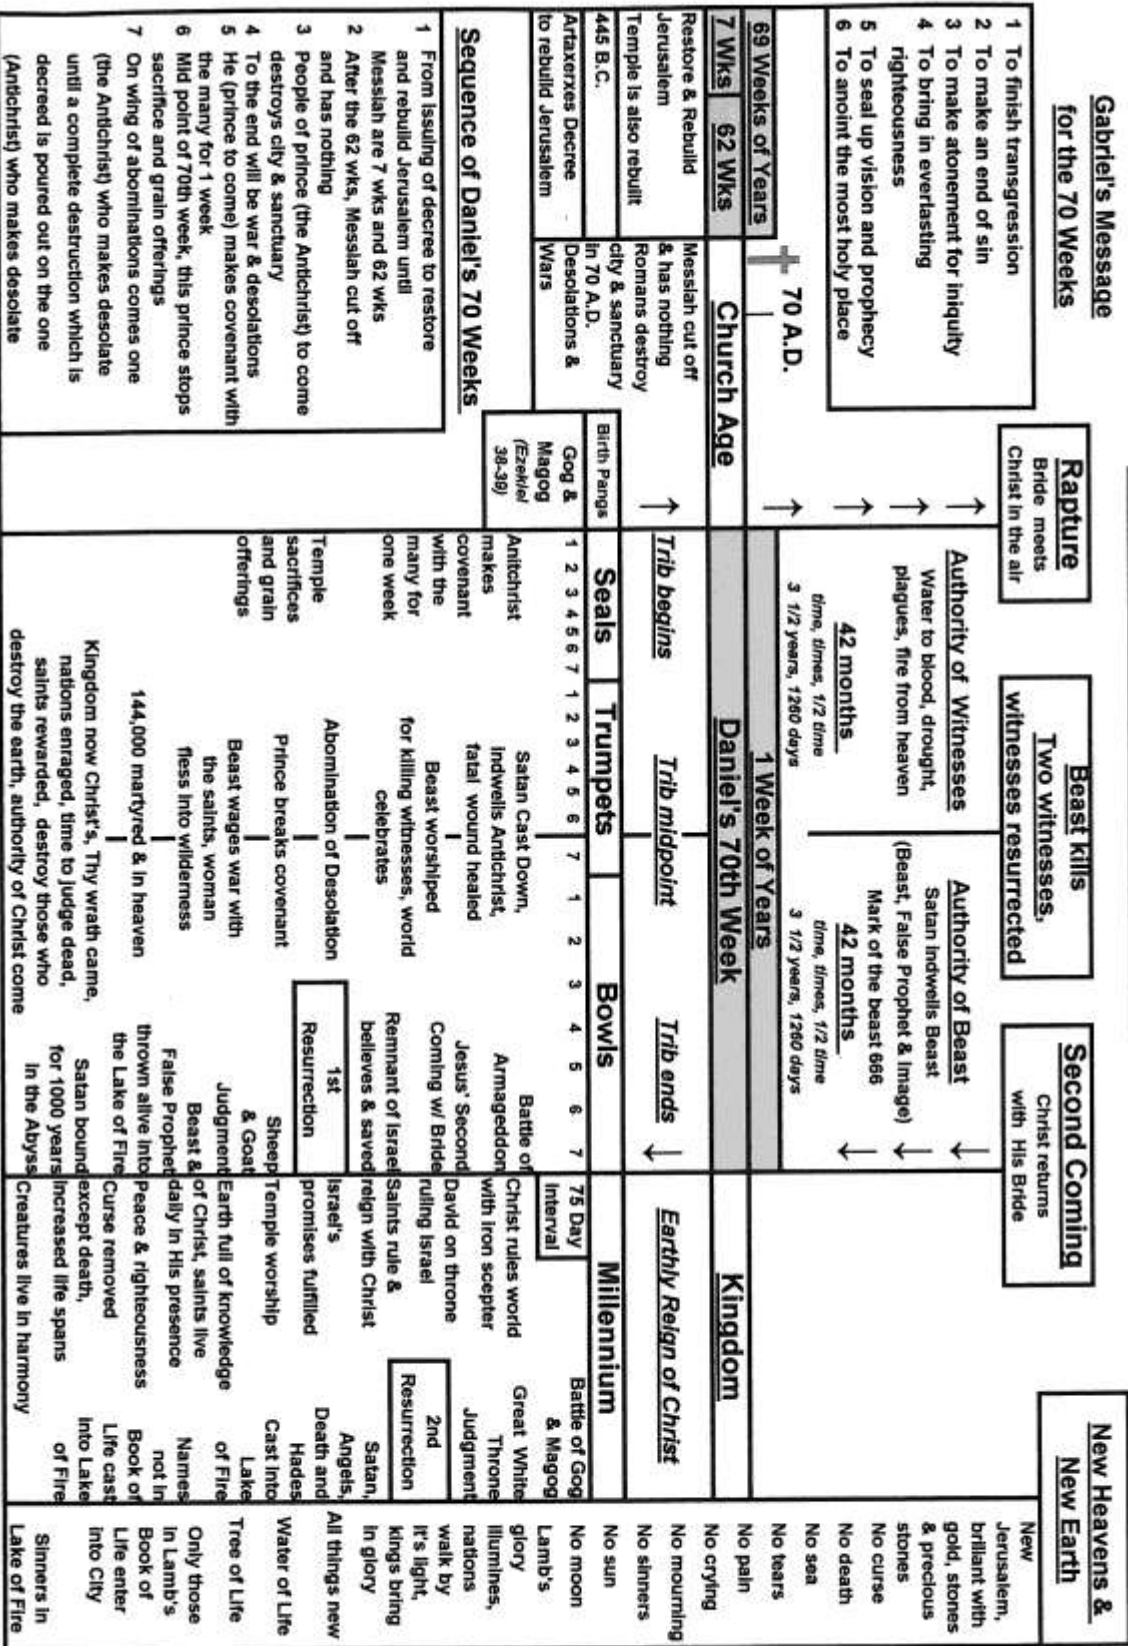 Gabriel's Message
for the 70 Weeks
1 To finish transgression
2 To make an end of sin
3 To make atonement for iniquity
4 To bring in everlasting
righteousness
5 To seal up vision and prophecy
6 To anoint the most holy place
Rapture
Bride meets
Christ in the air
Beast kills
Two witnesses,
witnesses resurrected
Second Coming
Christ returns
with His Bride
New Heavens &
New Earth
Authority of Witnesses
Water to blood, drought,
plagues, fire from heaven
42 months
time, times, 1/2 time
3 1/2 years, 1260 days
Authority of Beast
Satan Indwells Beast
(Beast, False Prophet & Image)
Mark of the beast 666
42 months
time, times, 1/2 time
3 1/2 years, 1260 days
70 A.D.
69 Weeks of Years
1 Week of Years
7 Wks
62 Wks
Church Age
Daniel's 70th Week
Kingdom
Restore & Rebuild
Jerusalem
Temple is also rebuilt
445 B.C.
Artaxerxes Decree
to rebuild Jerusalem
Messiah cut off
& has nothing
Romans destroy
city & sanctuary
in 70 A.D.
Desolations &
Wars
Trib begins
Trib midpoint
Trib ends
Earthly Reign of Christ
Birth Pangs
Gog &
Magog
(Ezekiel
38-39)
Seals
Trumpets
Bowls
Millennium
1 2 3 4 5 6 7
1 2 3 4 5 6 7
1 2 3 4 5 6 7
75 Day
Interval
Sequence of Daniel's 70 Weeks
1 From issuing of decree to restore
and rebuild Jerusalem until
Messiah are 7 wks and 62 wks
2 After the 62 wks, Messiah cut off
and has nothing
3 People of prince (the Antichrist) to come
destroys city & sanctuary
4 To the end will be war & desolations
5 He (prince to come) makes covenant with
the many for 1 week
6 Mid point of 70th week, this prince stops
sacrifice and grain offerings
7 On wing of abominations comes one
(the Antichrist) who makes desolate
until a complete destruction which is
decreed is poured out on the one
(Antichrist) who makes desolate
Anitchrist
makes
covenant
with the
many for
one week
Temple
sacrifices
and grain
offerings
Satan Cast Down,
indwells Antichrist,
fatal wound healed
Beast worshiped
for killing witnesses, world
celebrates
Abomination of Desolation
Prince breaks covenant
Beast wages war with
the saints, woman
flees into wilderness
144,000 martyred & in heaven
Kingdom now Christ's, Thy wrath came,
nations enraged, time to judge dead,
saints rewarded, destroy those who
destroy the earth, authority of Christ come
Battle of
Armageddon
Jesus' Second
Coming w/ Bride
Remnant of Israel
believes & saved
1st
Resurrection
Sheep
& Goat
Judgment
Beast &
False Prophet
thrown alive into
the Lake of Fire
Satan bound
for 1000 years
in the Abyss
Christ rules world
with iron scepter
David on throne
ruling Israel
Saints rule &
reign with Christ
Israel's
promises fulfilled
Temple worship
Earth full of knowledge
of Christ, saints live
daily in His presence
Peace & righteousness
Curse removed
except death,
Increased life spans
Creatures live in harmony
Battle of Gog
& Magog
Great White
Throne
Judgment
2nd
Resurrection
Satan,
Angels,
Death and
Hades
Cast into
Lake
of Fire
Names
not in
Book of
Life cast
into Lake
of Fire
New
Jerusalem,
brillant with
gold, stones
& precious
stones
No curse
No death
No sea
No tears
No pain
No crying
No mourning
No sinners
No sun
No moon
Lamb's
glory
illumines,
nations
walk by
it's light,
kings bring
in glory
All things new
Water of Life
Tree of Life
Only those
in Lamb's
Book of
Life enter
into City
Sinners in
Lake of Fire